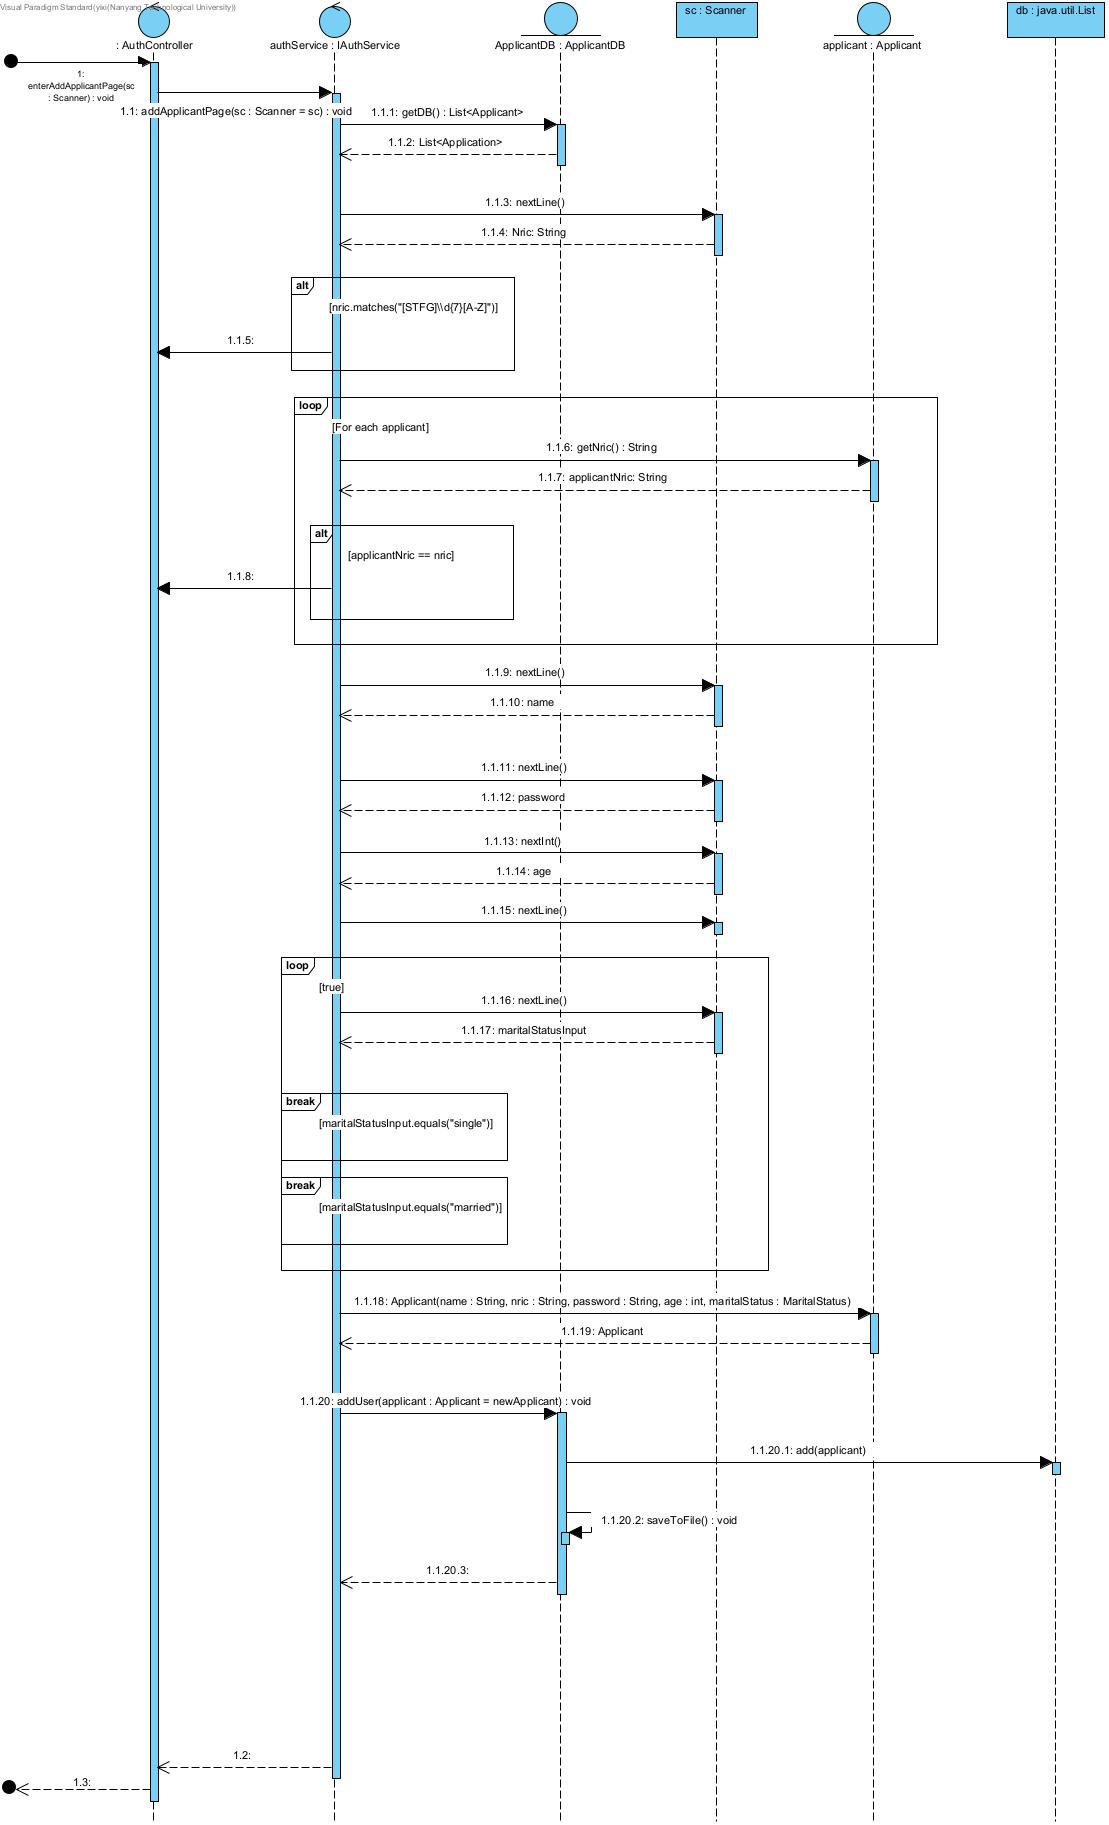 Visual Paradigm Standard(yixi(Nanyang Technological University))
sc : Scanner
db : java.util.List
: AuthController
authService : IAuthService
ApplicantDB : ApplicantDB
applicant : Applicant
1:
enterAddApplicantPage(sc
: Scanner) : void
1.1: addApplicantPage(sc : Scanner = sc) : void
1.1.1: getDB() : List<Applicant>
1.1.2: List<Application>
1.1.3: nextLine()
1.1.4: Nric: String
alt
[nric.matches("[STFG]\\d{7}[A-Z]")]
1.1.5:
loop
[For each applicant]
1.1.6: getNric() : String
1.1.7: applicantNric: String
alt
[applicantNric == nric]
1.1.8:
1.1.9: nextLine()
1.1.10: name
1.1.11: nextLine()
1.1.12: password
1.1.13: nextInt()
1.1.14: age
1.1.15: nextLine()
loop
[true]
1.1.16: nextLine()
1.1.17: maritalStatusInput
break
[maritalStatusInput.equals("single")]
break
[maritalStatusInput.equals("married")]
1.1.18: Applicant(name : String, nric : String, password : String, age : int, maritalStatus : MaritalStatus)
1.1.19: Applicant
1.1.20: addUser(applicant : Applicant = newApplicant) : void
1.1.20.1: add(applicant)
1.1.20.2: saveToFile() : void
1.1.20.3:
1.2:
1.3: